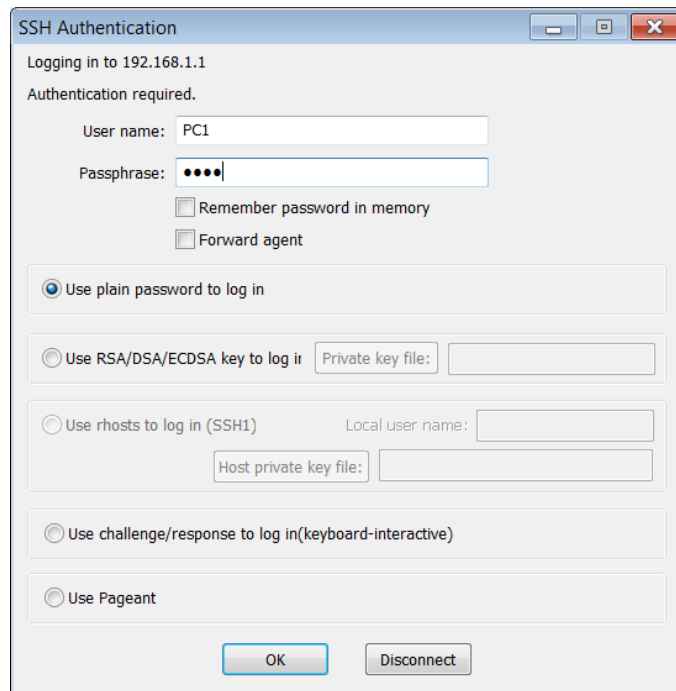 SSH Authentication
Logging in to 192.168.1.1
Authentication required.
User name: PC1
Passphrase: ••••
Remember password in memory
Forward agent
Use plain password to log in
Use RSA/DSA/ECDSA key to log in Private key file:
Use rhosts to log in (SSH1) Local user name:
Host private key file:
Use challenge/response to log in(keyboard-interactive)
Use Pageant
OK Disconnect